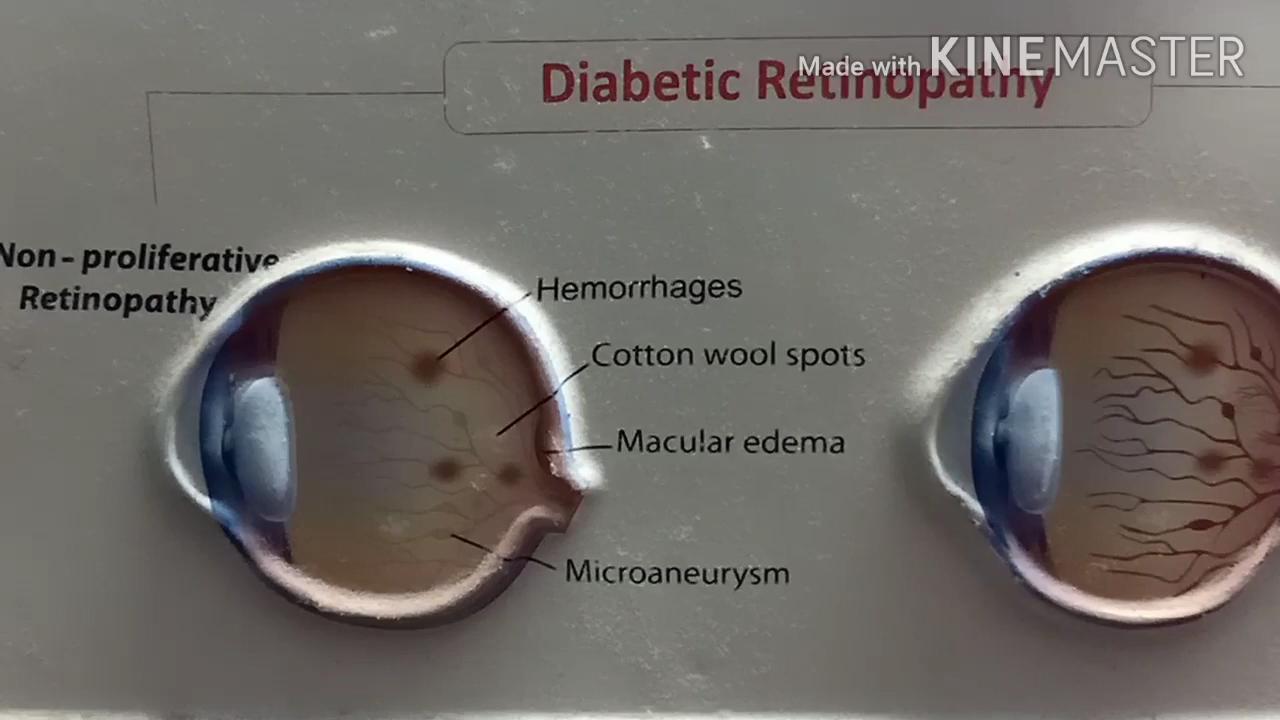 Made with KINEMASTER
Diabetic Retinopathy
Non-proliferative
Retinopathy
Hemorrhages
Cotton wool spots
Macular edema
Microaneurysm